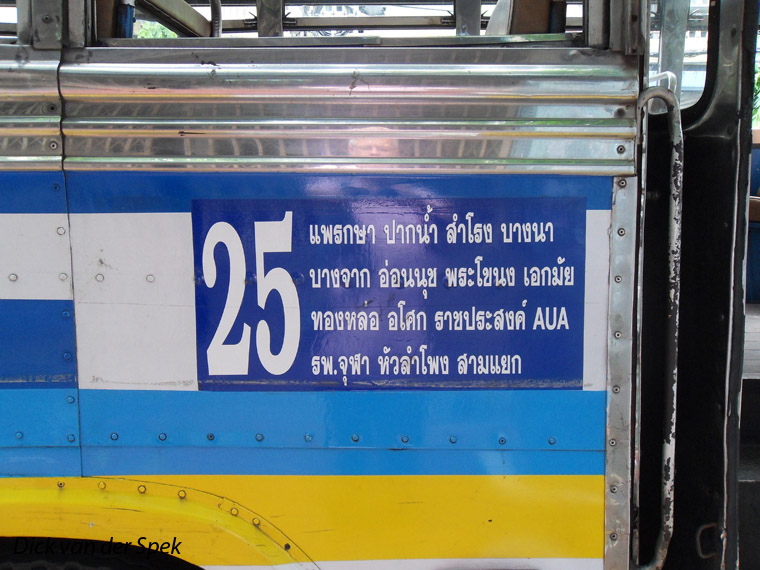 25
แพรกษา ปากน้ำ สำโรง บางนา
บางจาก อ่อนนุช พระโขนง เอกมัย
ทองหล่อ อโศก ราชประสงค์ AUA
รพ.จุฬา หัวลำโพง สามแยก
Dick van der Spek